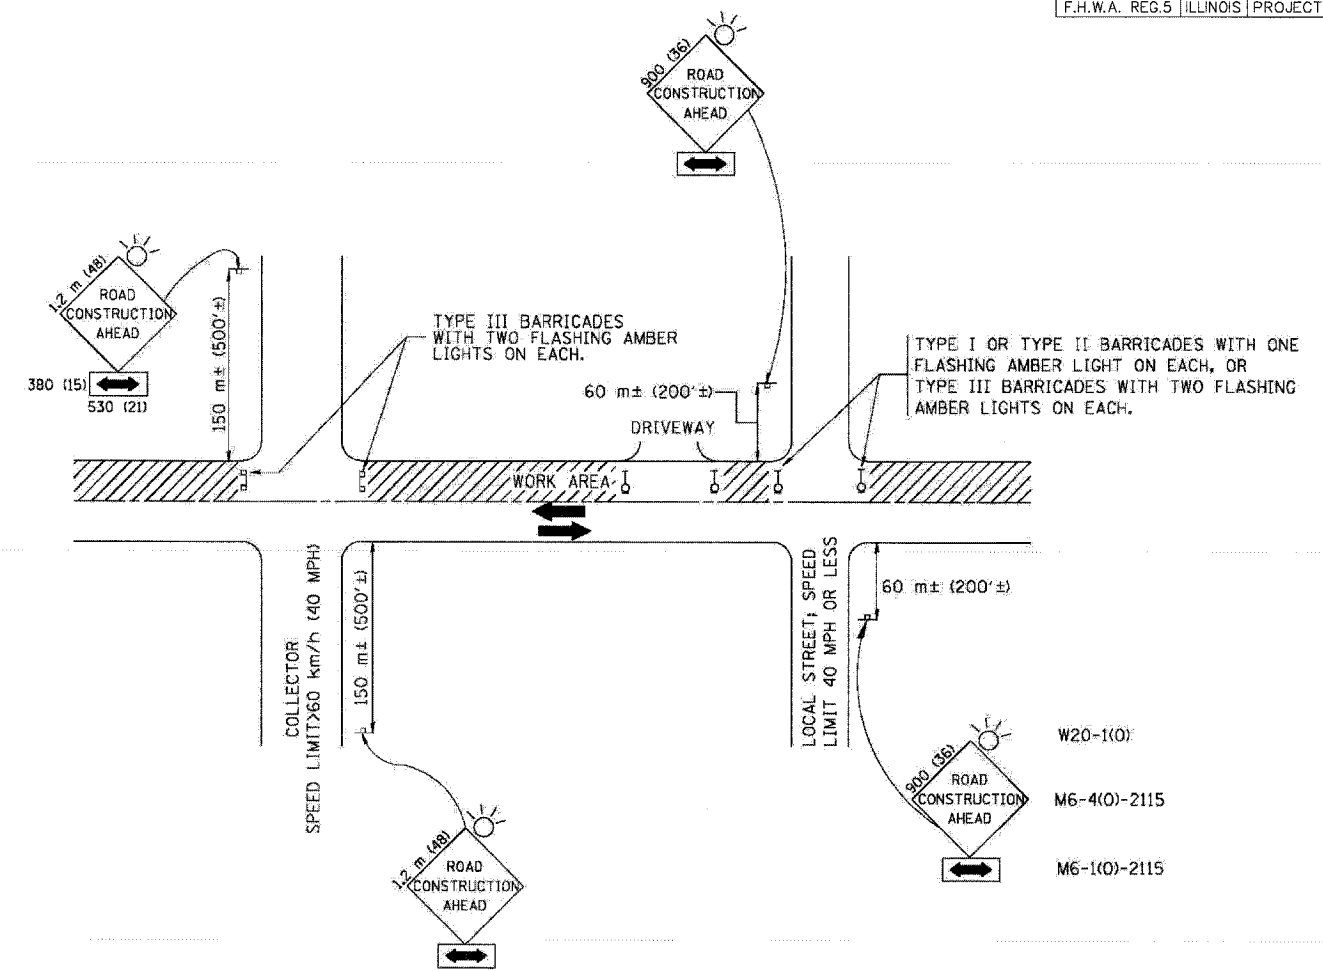 F.H.W.A. REG.5 ILLINOIS PROJECT
900 (36)
ROAD
CONSTRUCTION
AHEAD
1.2 m (48)
ROAD
CONSTRUCTION
AHEAD
380 (15)
530 (21)
150 m± (500'±)
TYPE III BARRICADES
WITH TWO FLASHING AMBER
LIGHTS ON EACH.
60 m± (200'±)
DRIVEWAY
TYPE I OR TYPE II BARRICADES WITH ONE
FLASHING AMBER LIGHT ON EACH, OR
TYPE III BARRICADES WITH TWO FLASHING
AMBER LIGHTS ON EACH.
WORK AREA
COLLECTOR
SPEED LIMIT>60 km/h (40 MPH)
150 m± (500'±)
LOCAL STREET; SPEED
LIMIT 40 MPH OR LESS
60 m± (200'±)
1.2 m (48)
ROAD
CONSTRUCTION
AHEAD
900 (36)
ROAD
CONSTRUCTION
AHEAD
W20-1(O)
M6-4(O)-2115
M6-1(O)-2115